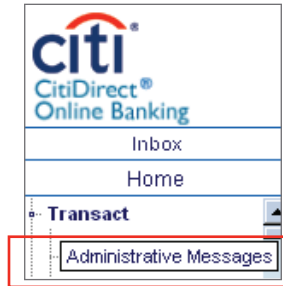 citi®
CitiDirect®
Online Banking
Inbox
Home
Transact
Administrative Messages